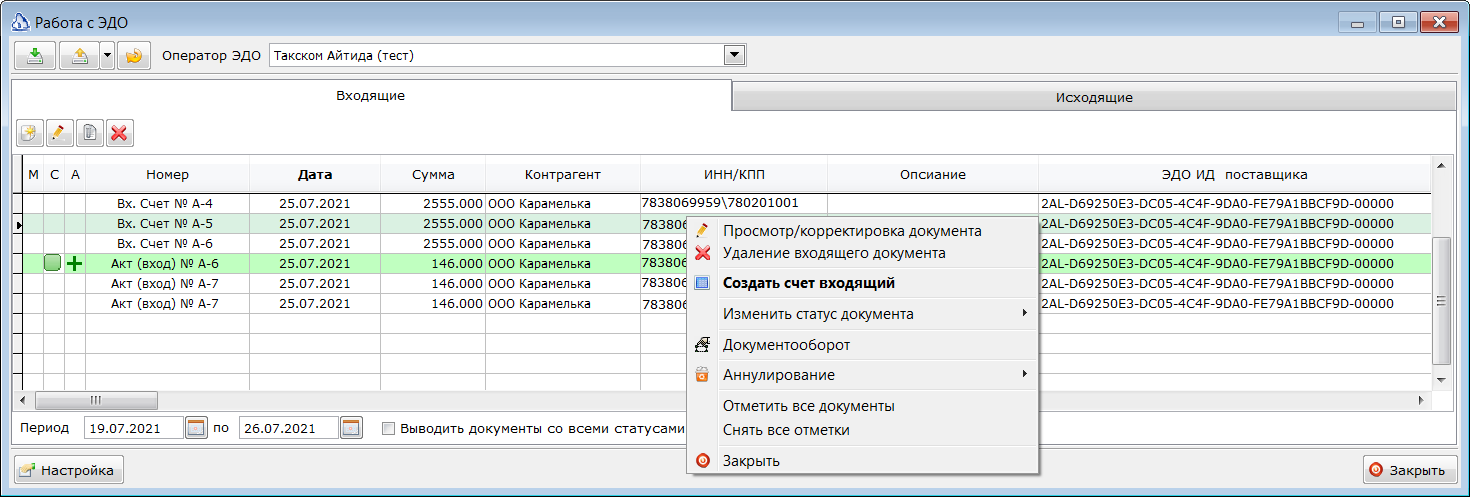 Работа с ЭДО
Оператор ЭДО Такском Айтида (тест)
Входящие Исходящие
М С А Номер Дата Сумма Контрагент ИНН/КПП Опсиание ЭДО ИД поставщика
Вх. Счет № А-4 25.07.2021 2555.000 ООО Карамелька 7838069959\780201001 2AL-D69250E3-DC05-4C4F-9DA0-FE79A1BBCF9D-00000
Вх. Счет № А-5 25.07.2021 2555.000 ООО Карамелька 783806 2AL-D69250E3-DC05-4C4F-9DA0-FE79A1BBCF9D-00000
Вх. Счет № А-6 25.07.2021 2555.000 ООО Карамелька 783806 2AL-D69250E3-DC05-4C4F-9DA0-FE79A1BBCF9D-00000
Акт (вход) № А-6 25.07.2021 146.000 ООО Карамелька 783806 2AL-D69250E3-DC05-4C4F-9DA0-FE79A1BBCF9D-00000
Акт (вход) № А-7 25.07.2021 146.000 ООО Карамелька 783806 2AL-D69250E3-DC05-4C4F-9DA0-FE79A1BBCF9D-00000
Акт (вход) № А-7 25.07.2021 146.000 ООО Карамелька 783806 2AL-D69250E3-DC05-4C4F-9DA0-FE79A1BBCF9D-00000
Просмотр/корректировка документа
Удаление входящего документа
Создать счет входящий
Изменить статус документа
Документооборот
Аннулирование
Отметить все документы
Снять все отметки
Закрыть
Период 19.07.2021 по 26.07.2021 Выводить документы со всеми статусами
Настройка Закрыть